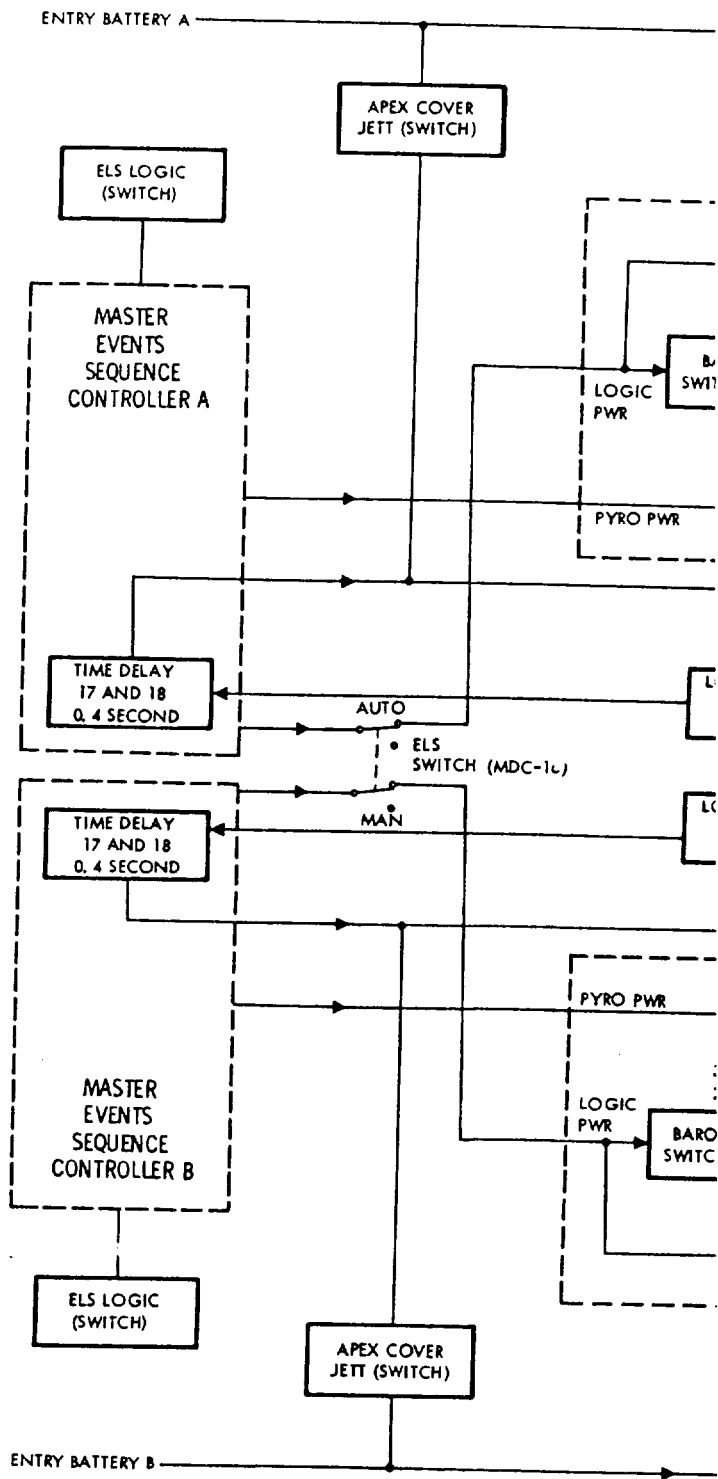 ENTRY BATTERY A
APEX COVER
JETT (SWITCH)
ELS LOGIC
(SWITCH)
MASTER
EVENTS
SEQUENCE
CONTROLLER A
LOGIC
PWR
PYRO PWR
TIME DELAY
17 AND 18
0, 4 SECOND
AUTO
ELS
SWITCH
MAN
TIME DELAY
17 AND 18
0, 4 SECOND
PYRO PWR
MASTER
EVENTS
SEQUENCE
CONTROLLER B
LOGIC
PWR
BARO
SWITC
ELS LOGIC
(SWITCH)
APEX COVER
JETT (SWITCH)
ENTRY BATTERY B